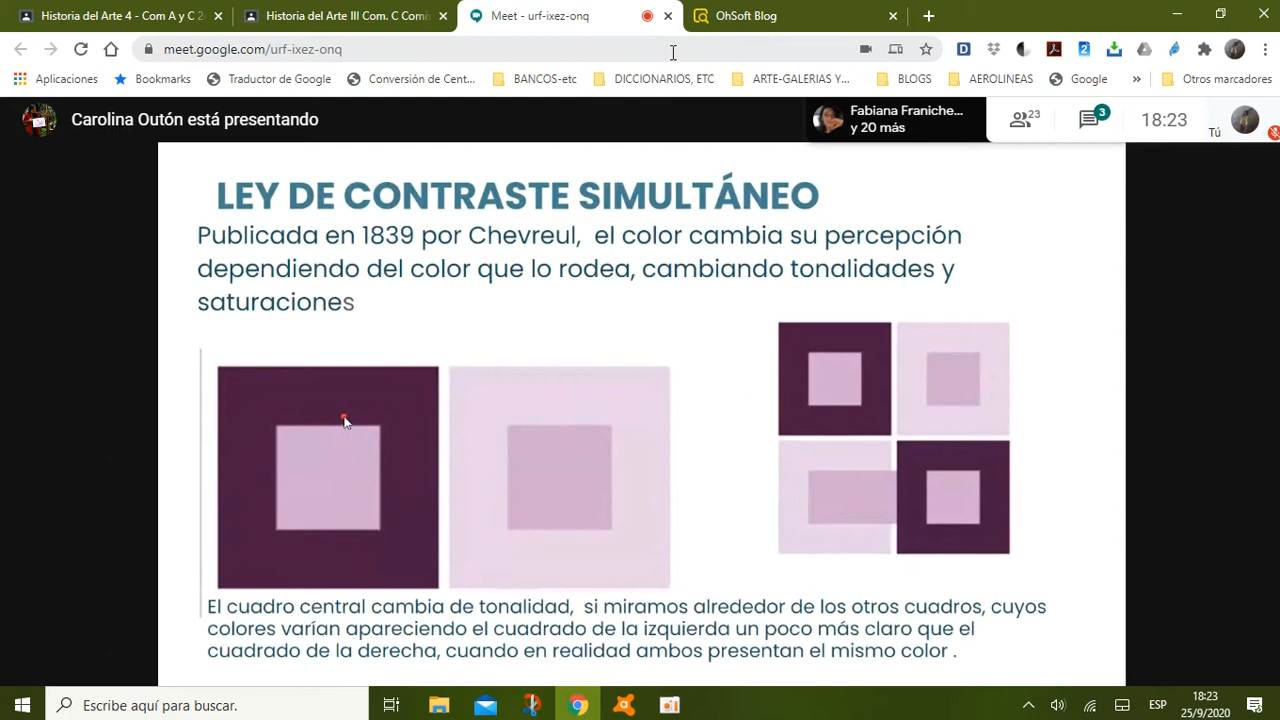 Historia del Arte 4 - Com A y C 2
Historia del Arte III Com. C Comis
Meet - urf-ixez-onq
OhSoft Blog
meet.google.com/urf-ixez-onq
Aplicaciones
Bookmarks
Traductor de Google
Conversión de Gent...
BANCOS-etc
DICCIONARIOS, ETC
ARTE-GALERIAS Y...
BLOGS
AEROLINEAS
Google
Otros marcadores
Carolina Outón está presentando
Fabiana Franiche...
y 20 más
23
3
18:23
Tú
LEY DE CONTRASTE SIMULTÁNEO
Publicada en 1839 por Chevreul, el color cambia su percepción
dependiendo del color que lo rodea, cambiando tonalidades y
saturaciones
El cuadro central cambia de tonalidad, si miramos alrededor de los otros cuadros, cuyos
colores varían apareciendo el cuadrado de la izquierda un poco más claro que el
cuadrado de la derecha, cuando en realidad ambos presentan el mismo color .
Escribe aquí para buscar.
ESP
18:23
25/9/2020